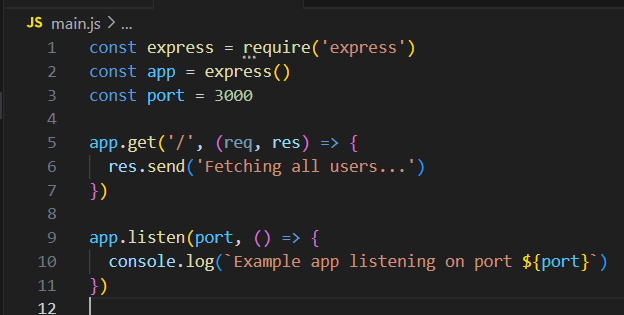 JS main.js > ...
1 const express = require('express')
2 const app = express()
3 const port = 3000
4
5 app.get('/', (req, res) => {
6   res.send('Fetching all users...')
7 })
8
9 app.listen(port, () => {
10   console.log(`Example app listening on port ${port}`)
11 })
12